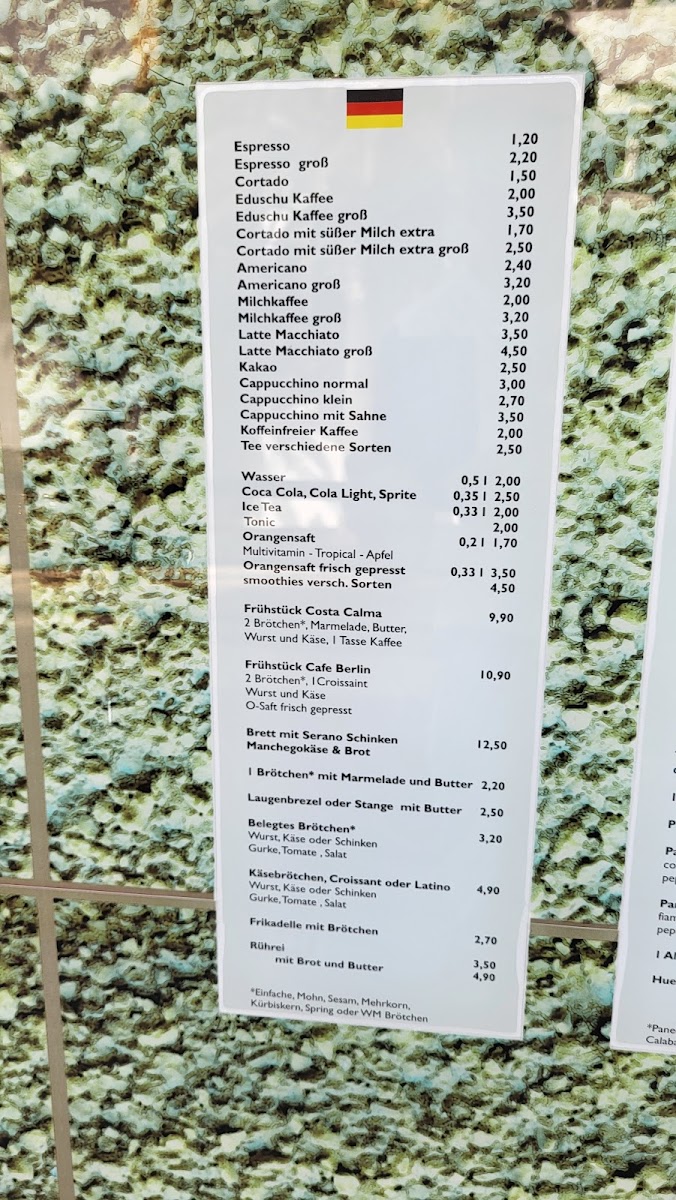 Espresso 1,20
Espresso groß 2,20
Cortado 1,50
Eduschu Kaffee 2,00
Eduschu Kaffee groß 3,50
Cortado mit süßer Milch extra 1,70
Cortado mit süßer Milch extra groß 2,50
Americano 2,40
Americano groß 3,20
Milchkaffee 2,00
Milchkaffee groß 3,20
Latte Macchiato 3,50
Latte Macchiato groß 4,50
Kakao 2,50
Cappucchino normal 3,00
Cappucchino klein 2,70
Cappucchino mit Sahne 3,50
Koffeinfreier Kaffee 2,00
Tee verschiedene Sorten 2,50
Wasser 0,5 l 2,00
Coca Cola, Cola Light, Sprite 0,35 l 2,50
Ice Tea 0,33 l 2,00
Tonic 2,00
Orangensaft 0,2 l 1,70
Multivitamin - Tropical - Apfel
Orangensaft frisch gepresst 0,33 l 3,50
smoothies versch. Sorten 4,50
Frühstück Costa Calma 9,90
2 Brötchen*, Marmelade, Butter,
Wurst und Käse, 1 Tasse Kaffee
Frühstück Cafe Berlin 10,90
2 Brötchen*, 1Croissaint
Wurst und Käse
O-Saft frisch gepresst
Brett mit Serano Schinken
Manchegokäse & Brot 12,50
1 Brötchen* mit Marmelade und Butter 2,20
Laugenbrezel oder Stange mit Butter 2,50
Belegtes Brötchen* 3,20
Wurst, Käse oder Schinken
Gurke, Tomate , Salat
Käsebrötchen, Croissant oder Latino 4,90
Wurst, Käse oder Schinken
Gurke, Tomate , Salat
Frikadelle mit Brötchen 2,70
Rührei 3,50
mit Brot und Butter 4,90
*Einfache, Mohn, Sesam, Mehrkorn,
Kürbiskern, Spring oder WM Brötchen
Hue
*Pane
Calaba